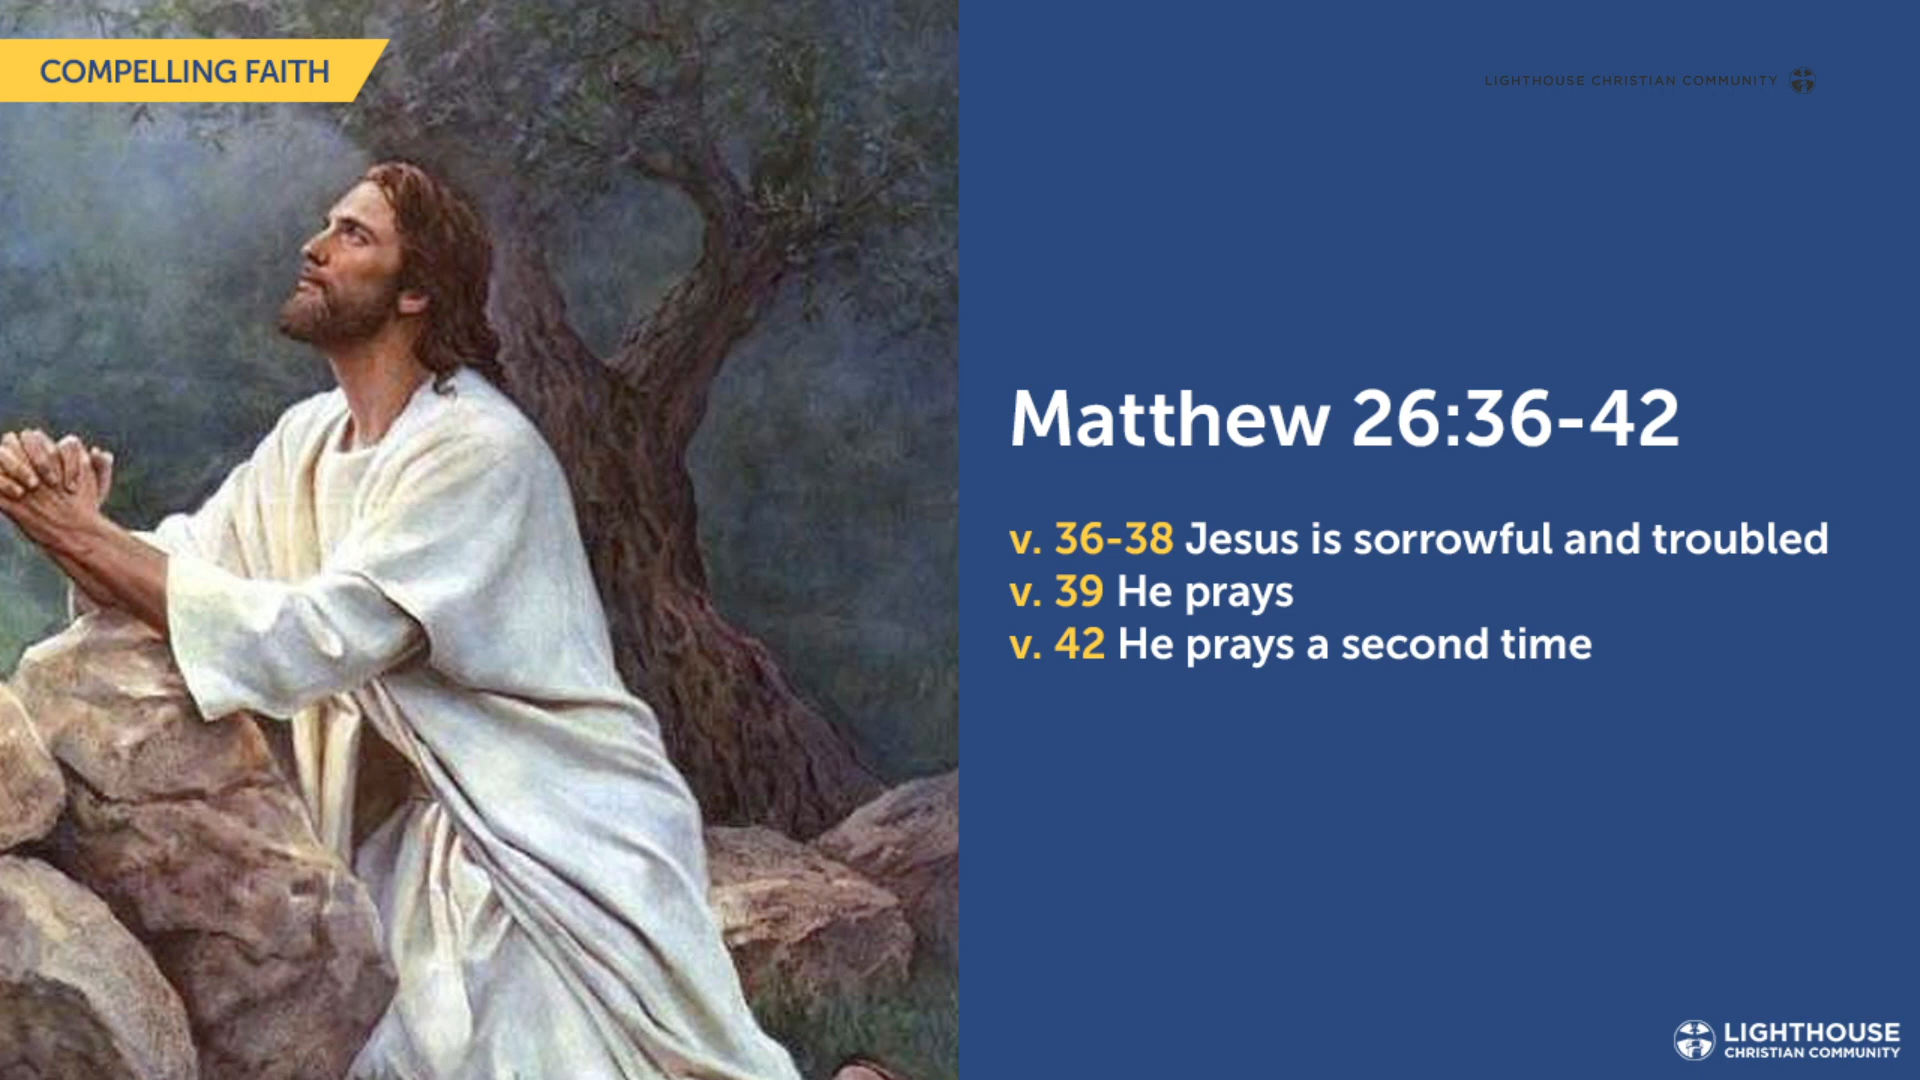 COMPELLING FAITH
LIGHTHOUSE CHRISTIAN COMMUNITY
Matthew 26:36-42
v. 36-38 Jesus is sorrowful and troubled
v. 39 He prays
v. 42 He prays a second time
LIGHTHOUSE
CHRISTIAN COMMUNITY